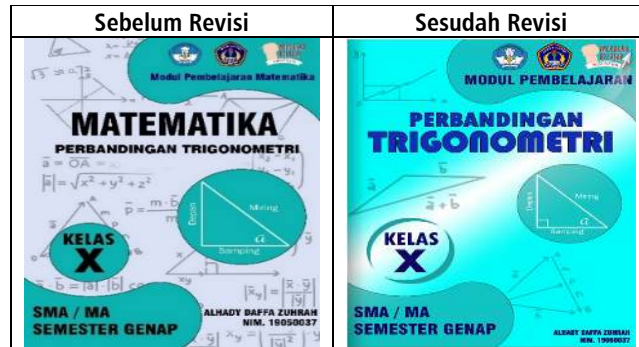 Sebelum Revisi
Sesudah Revisi
Modul Pembelajaran Matematika
MATEMATIKA
PERBANDINGAN TRIGONOMETRI
Depan
Miring
Samping
a
KELAS
X
SMA / MA
SEMESTER GENAP
ALHADY DAFFA ZUHRAH
NIM. 19050037
MODUL PEMBELAJARAN
PERBANDINGAN
TRIGONOMETRI
Depan
Miring
Samping
a
KELAS
X
SMA / MA
SEMESTER GENAP
ALHADY DAFFA ZUHRAH
NIM. 19050037